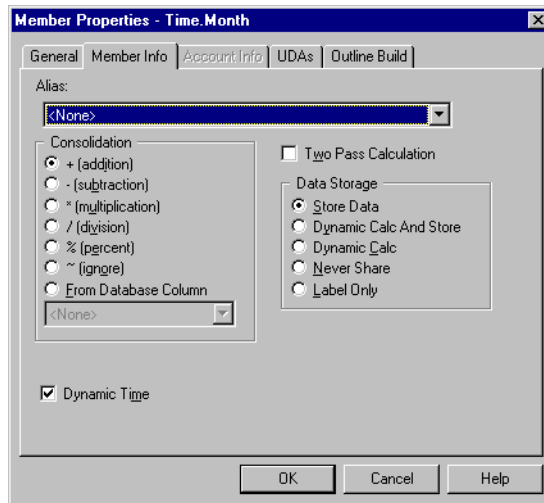 Member Properties - Time.Month
General Member Info Account Info UDAs Outline Build
Alias:
<None>
Consolidation
+ (addition)
- (subtraction)
* (multiplication)
/ (division)
% (percent)
~ (ignore)
From Database Column
<None>
Two Pass Calculation
Data Storage
Store Data
Dynamic Calc And Store
Dynamic Calc
Never Share
Label Only
Dynamic Time
OK Cancel Help